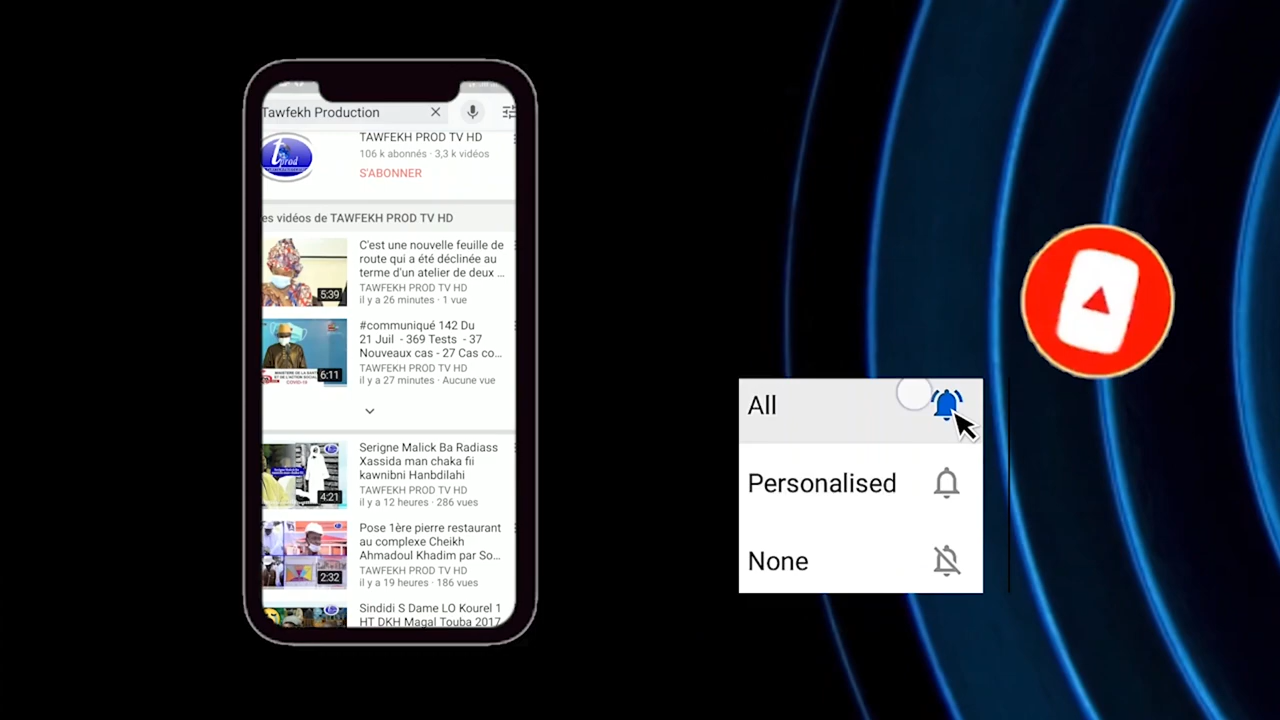 Tawfekh Production
TAWFEKH PROD TV HD
106 k abonnés · 3,3 k vidéos
S'ABONNER
prod
es vidéos de TAWFEKH PROD TV HD
C'est une nouvelle feuille de
route qui a été déclinée au
terme d'un atelier de deux ...
TAWFEKH PROD TV HD
il y a 26 minutes · 1 vue
5:39
#communiqué 142 Du
21 Juil - 369 Tests - 37
Nouveaux cas - 27 Cas co...
TAWFEKH PROD TV HD
il y a 27 minutes · Aucune vue
6:11
Serigne Malick Ba Radiass
Xassida man chaka fii
kawnibni Hanbdilahi
TAWFEKH PROD TV HD
il y a 12 heures · 286 vues
4:21
Pose 1ère pierre restaurant
au complexe Cheikh
Ahmadoul Khadim par So...
TAWFEKH PROD TV HD
il y a 19 heures · 186 vues
2:32
Sindidi S Dame LO Kourel 1
HT DKH Magal Touba 2017
All
Personalised
None